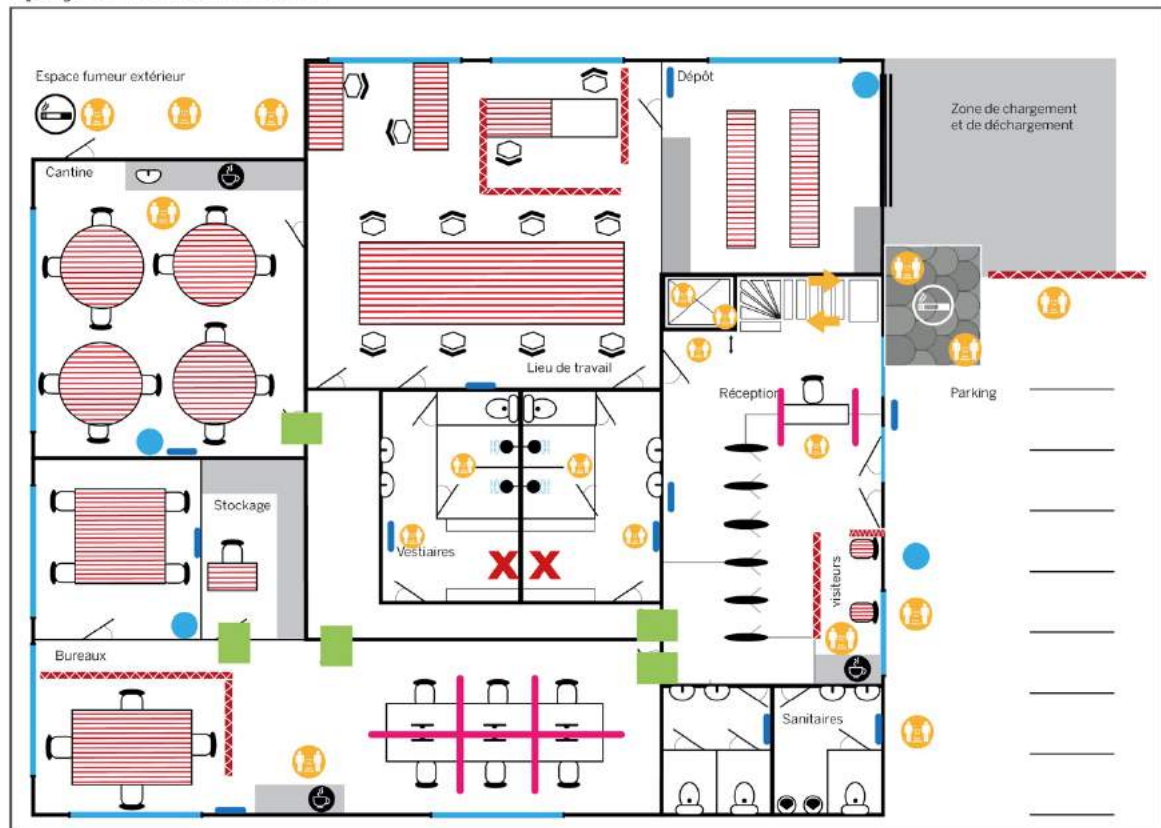 Espace fumeur extérieur
Dépôt
Zone de chargement
et de déchargement
Cantine
Lieu de travail
Réception
Parking
Stockage
Vestiaires
visiteurs
Bureaux
Sanitaires